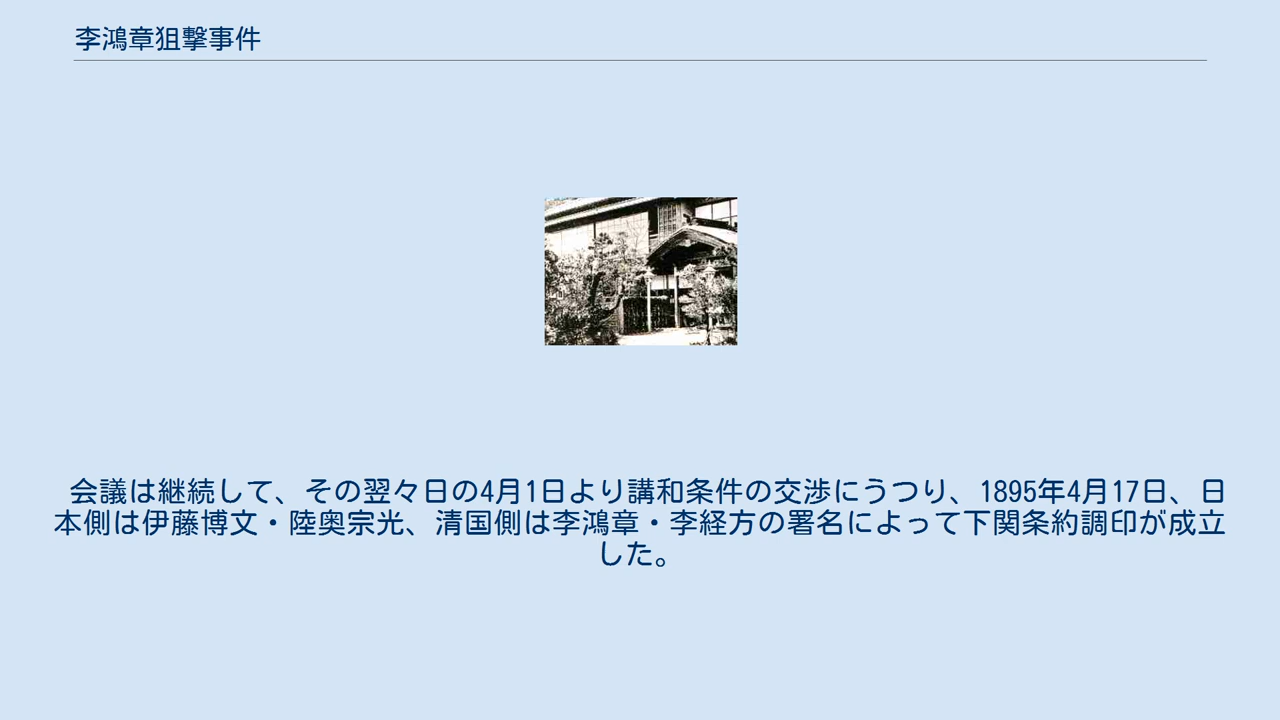 李鴻章狙撃事件
会議は継続して、その翌々日の4月1日より講和条件の交渉にうつり、1895年4月17日、日
本側は伊藤博文・陸奥宗光、清国側は李鴻章・李経方の署名によって下関条約調印が成立
した。